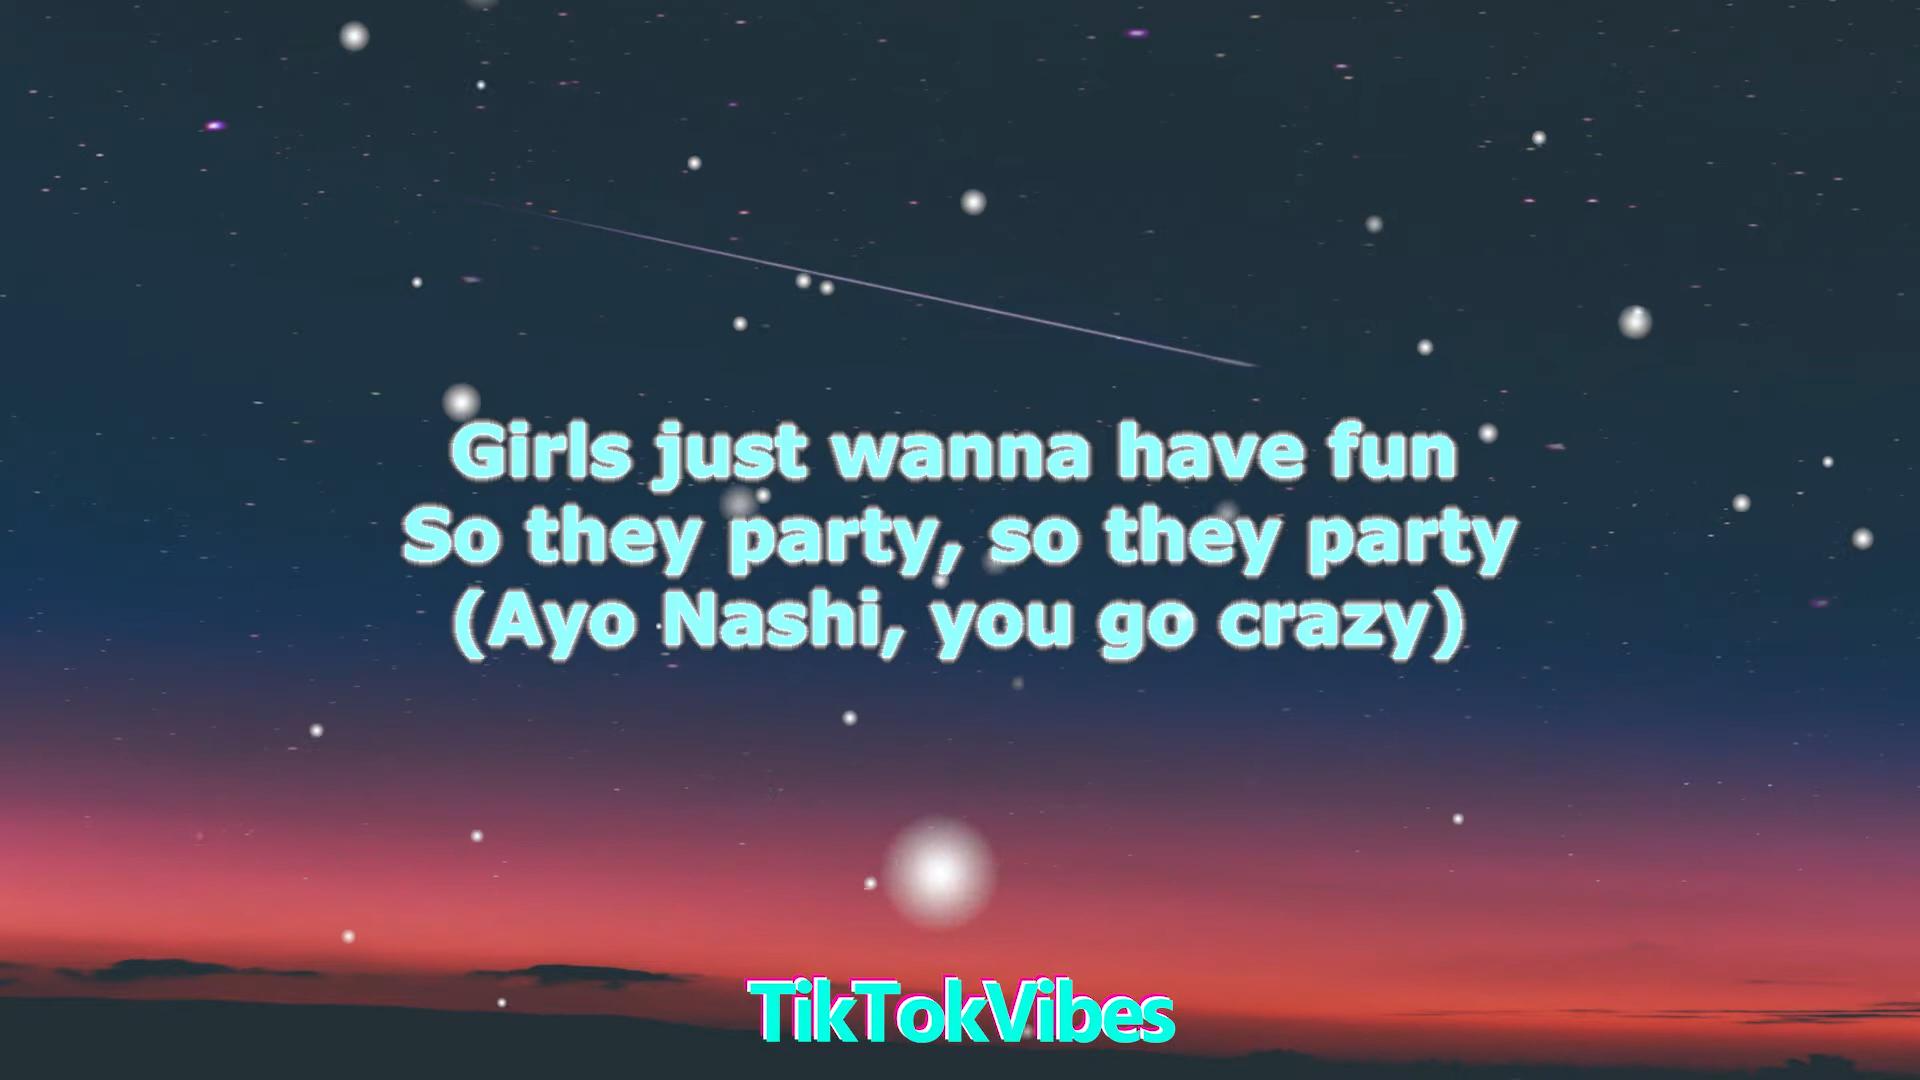 Girls just wanna have fun
So they party, so they party
(Ayo Nashi, you go crazy)
TikTokVibes